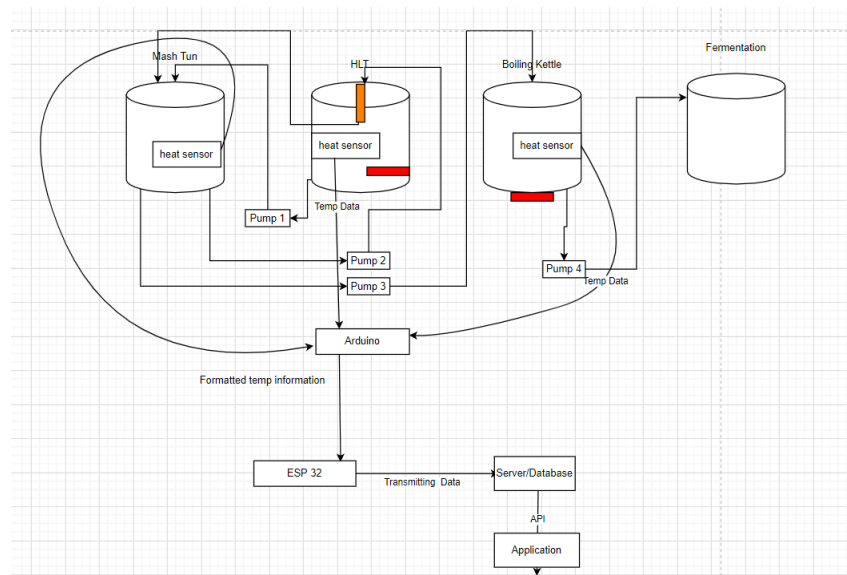 Fermentation
Mash Tun
HLT
Boiling Kettle
heat sensor
heat sensor
heat sensor
Temp Data
Pump 1
Pump 2
Pump 4
Temp Data
Pump 3
Arduino
Formatted temp information
ESP 32
Server/Database
Transmitting Data
API
Application